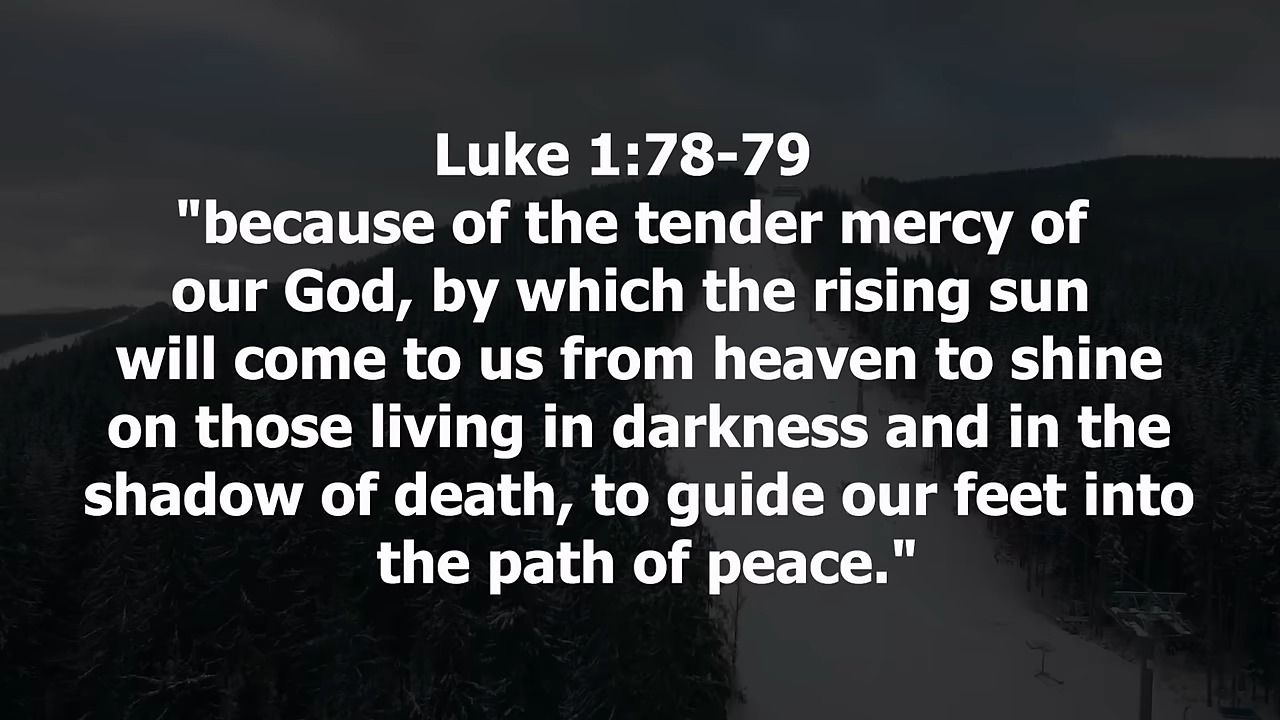 Luke 1:78-79
"because of the tender mercy of
our God, by which the rising sun
will come to us from heaven to shine
on those living in darkness and in the
shadow of death, to guide our feet into
the path of peace."